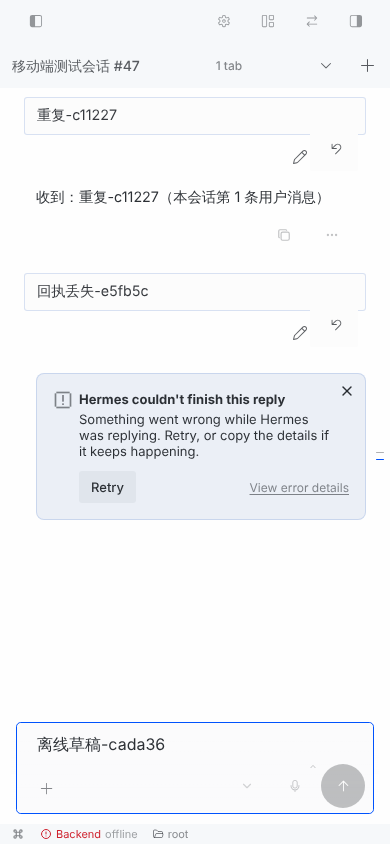 移动端测试会话 #47
1 tab
重复-c11227
收到：重复-c11227（本会话第 1 条用户消息）
回执丢失-e5fb5c
Hermes couldn't finish this reply
Something went wrong while Hermes
was replying. Retry, or copy the details if
it keeps happening.
Retry
View error details
离线草稿-cada36
Backend offline
root